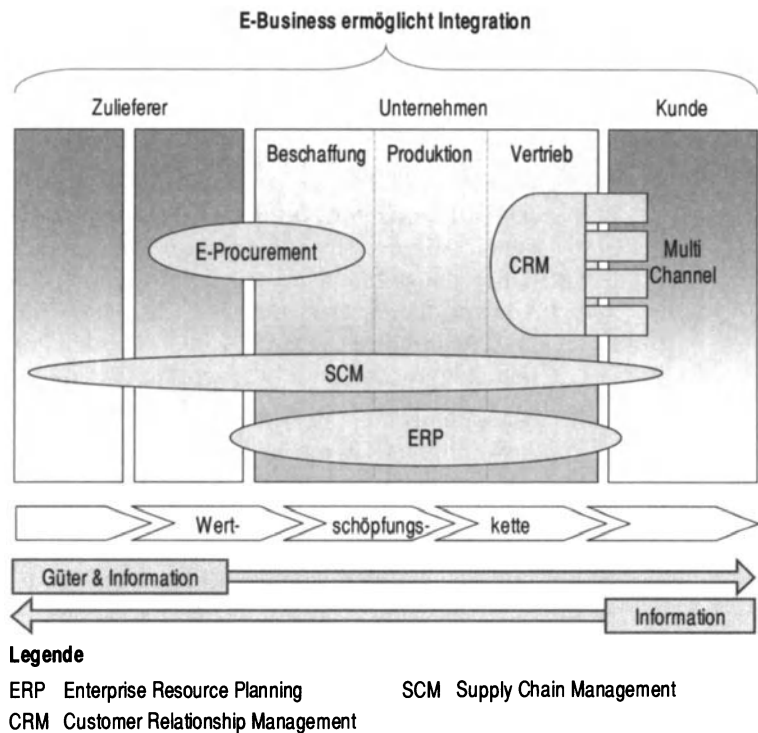 E-Business ermöglicht Integration
Zulieferer Unternehmen Kunde
Beschaffung Produktion Vertrieb
E-Procurement
CRM
Multi
Channel
SCM
ERP
Wert- schöpfungs- kette
Güter & Information
Information
Legende
ERP Enterprise Resource Planning SCM Supply Chain Management
CRM Customer Relationship Management